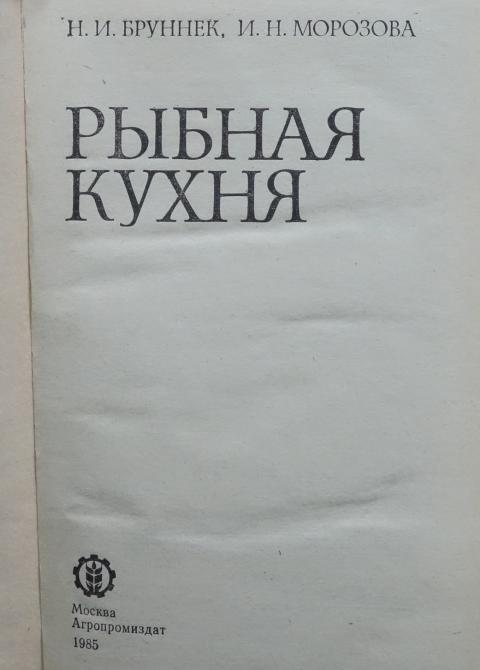 Н. И. БРУННЕК, И. Н. МОРОЗОВА
РЫБНАЯ
КУХНЯ
Москва
Агропромиздат
1985